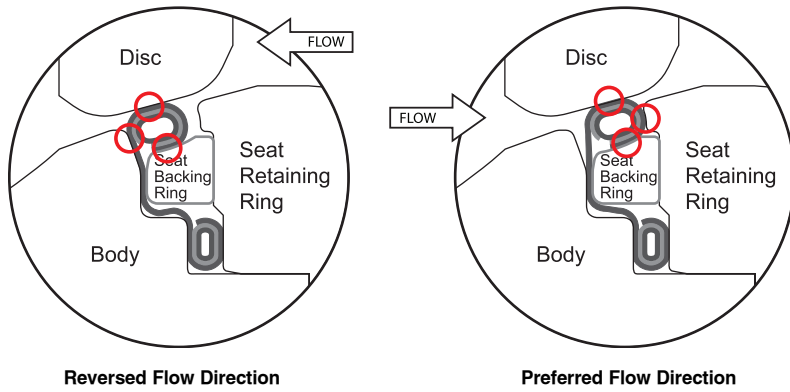 FLOW
Disc
Seat
Backing
Ring
Seat
Retaining
Ring
Body
Reversed Flow Direction
FLOW
Disc
Seat
Backing
Ring
Seat
Retaining
Ring
Body
Preferred Flow Direction